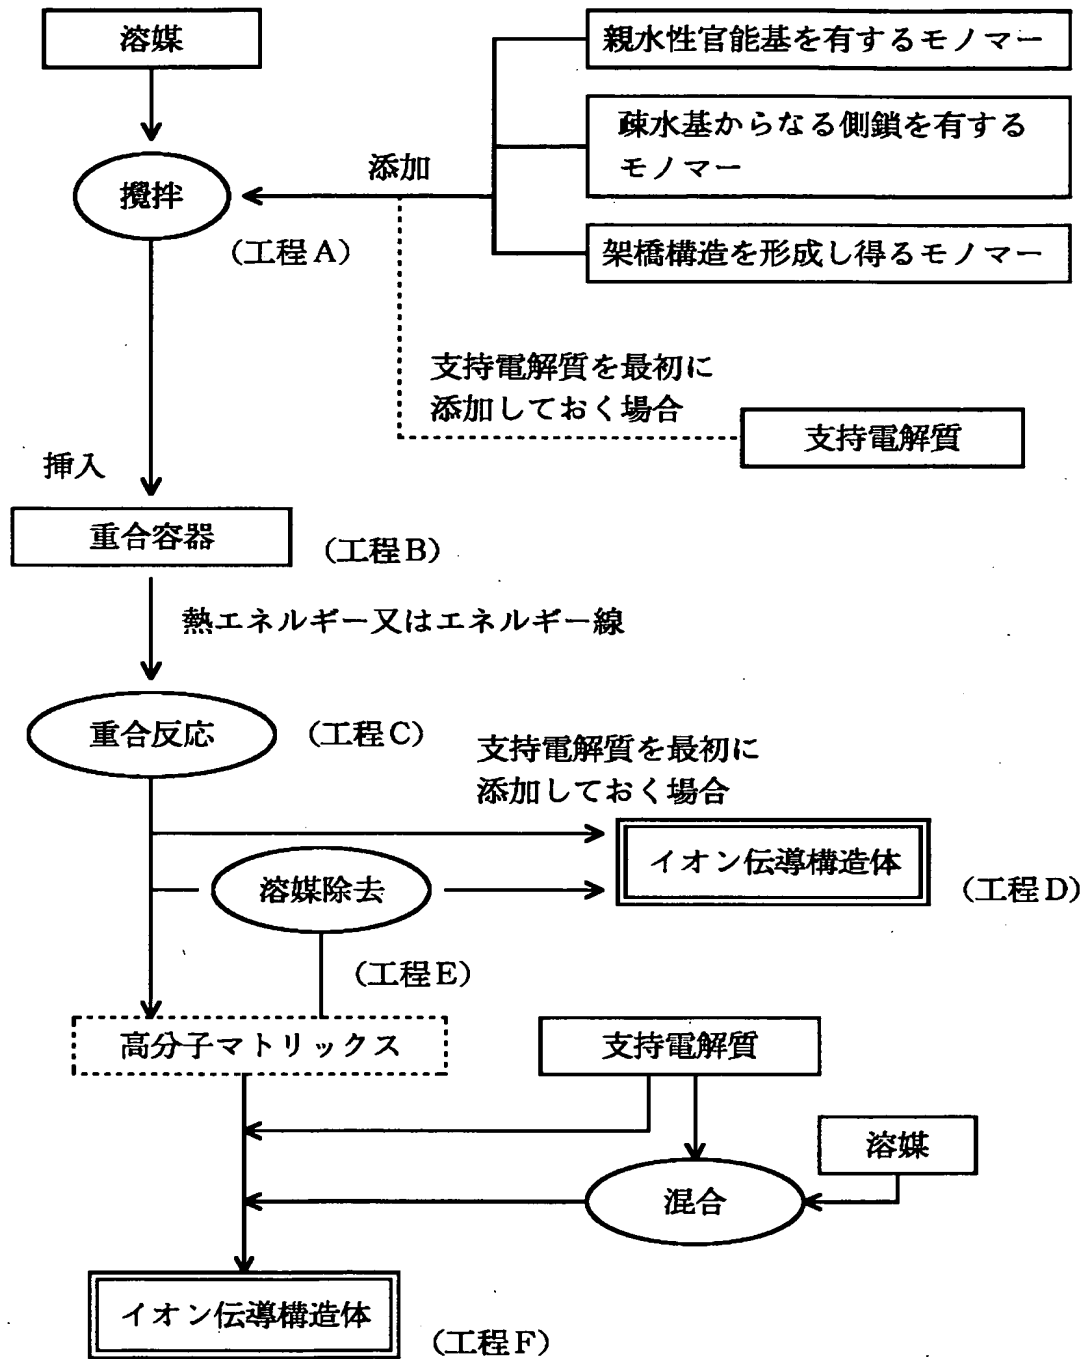 溶媒
親水性官能基を有するモノマー
疎水基からなる側鎖を有する
モノマー
添加
攪拌
(工程A)
架橋構造を形成し得るモノマー
支持電解質を最初に
添加しておく場合
支持電解質
挿入
重合容器
(工程B)
熱エネルギー又はエネルギー線
重合反応
(工程C)
支持電解質を最初に
添加しておく場合
イオン伝導構造体
(工程D)
溶媒除去
(工程E)
高分子マトリックス
支持電解質
溶媒
混合
イオン伝導構造体
(工程F)